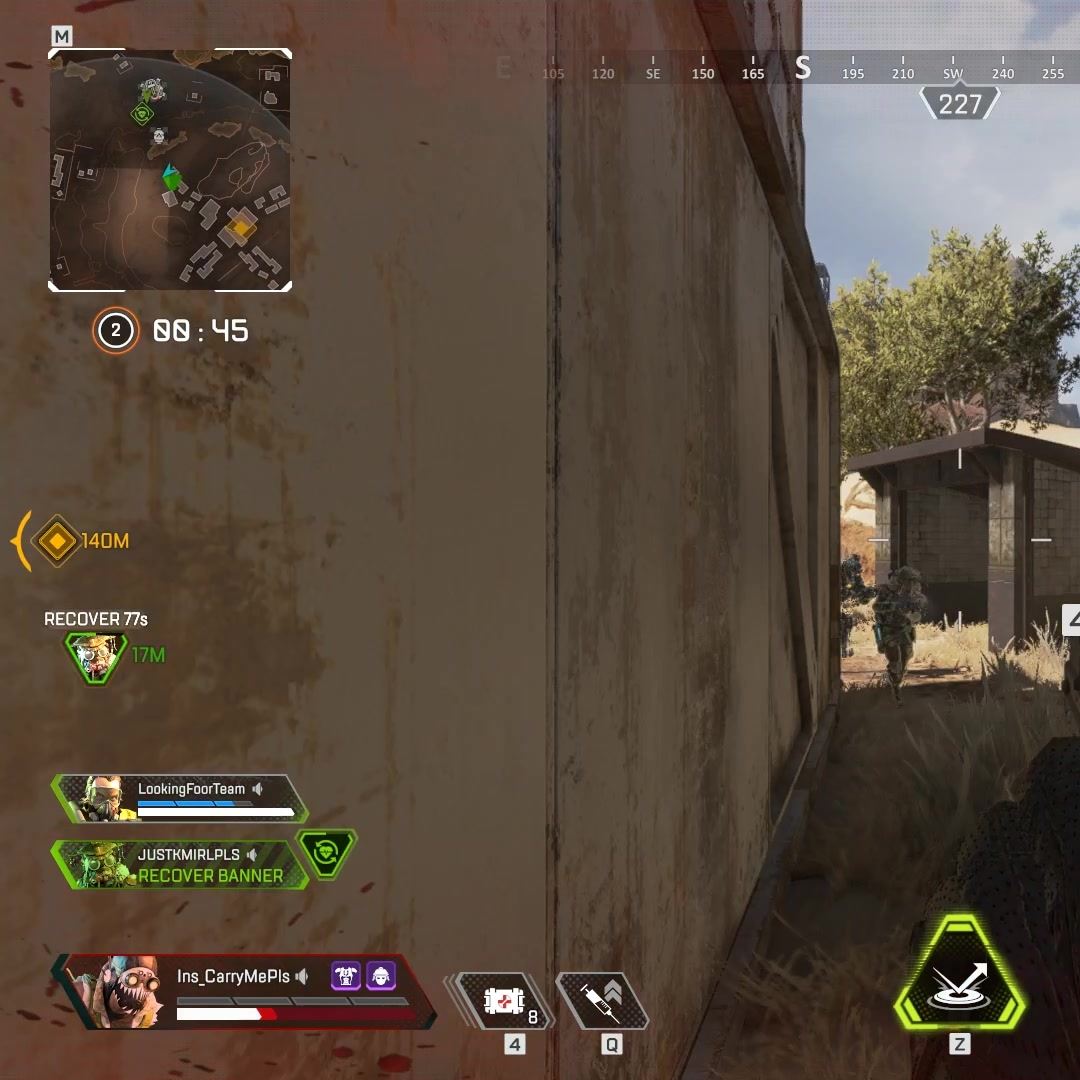 M
E 105 120 SE 150 165 S 195 210 SW 240 255
227
2 00:45
140M
RECOVER 77s
17M
LookingFoorTeam
JUSTKMIRLPLS
RECOVER BANNER
Ins_CarryMePls
8
4 Q Z